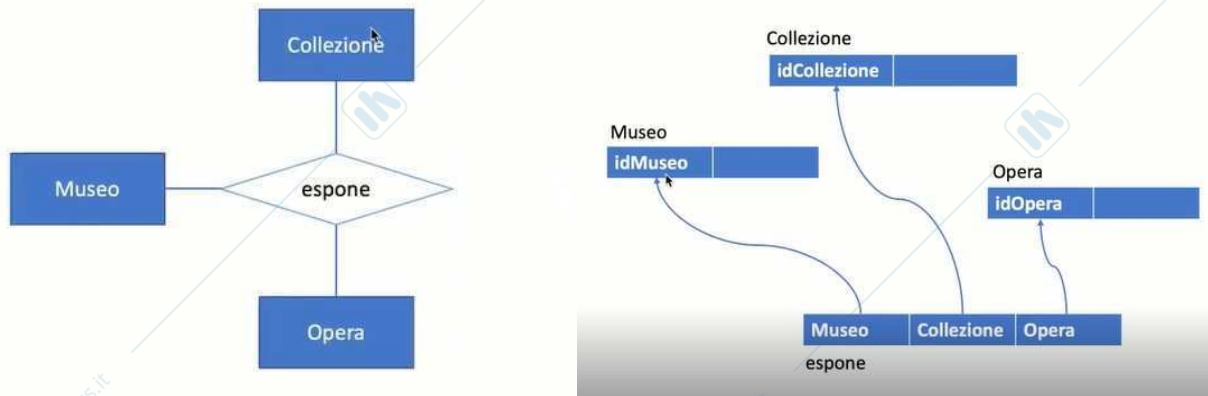 Collezione
Museo
espone
Opera
Collezione
idCollezione
Museo
idMuseo
Opera
idOpera
Museo Collezione Opera
espone